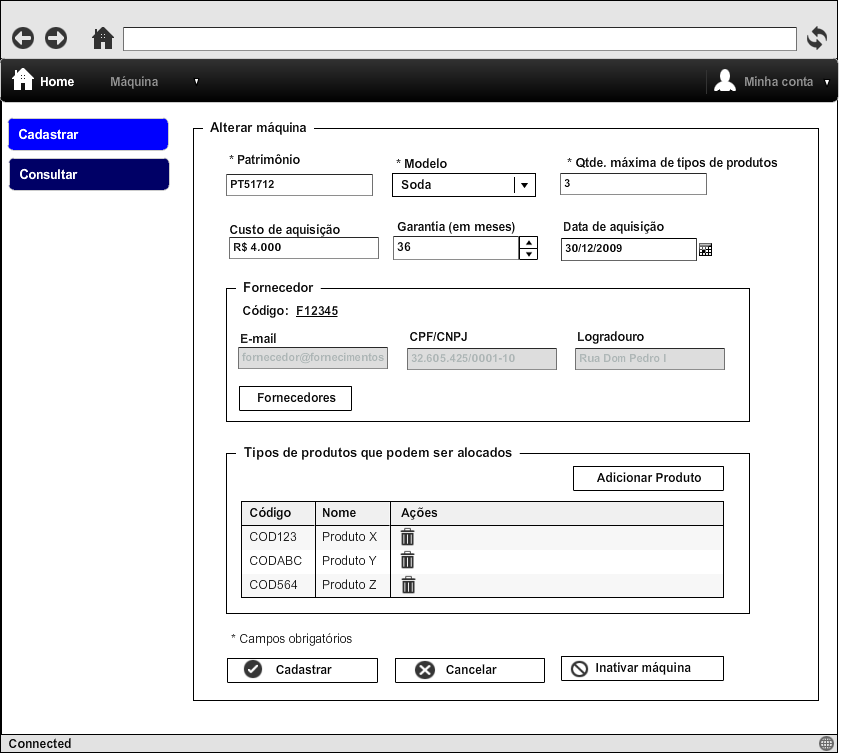 Home Máquina Minha conta
Cadastrar
Consultar
Alterar máquina
* Patrimônio * Modelo * Qtde. máxima de tipos de produtos
PT51712 Soda 3
Custo de aquisição Garantia (em meses) Data de aquisição
R$ 4.000 36 30/12/2009
Fornecedor
Código: F12345
E-mail CPF/CNPJ Logradouro
fornecedor@fornecimentos 32.605.425/0001-10 Rua Dom Pedro I
Fornecedores
Tipos de produtos que podem ser alocados
Adicionar Produto
Código Nome Ações
COD123 Produto X
CODABC Produto Y
COD564 Produto Z
* Campos obrigatórios
Cadastrar Cancelar Inativar máquina
Connected